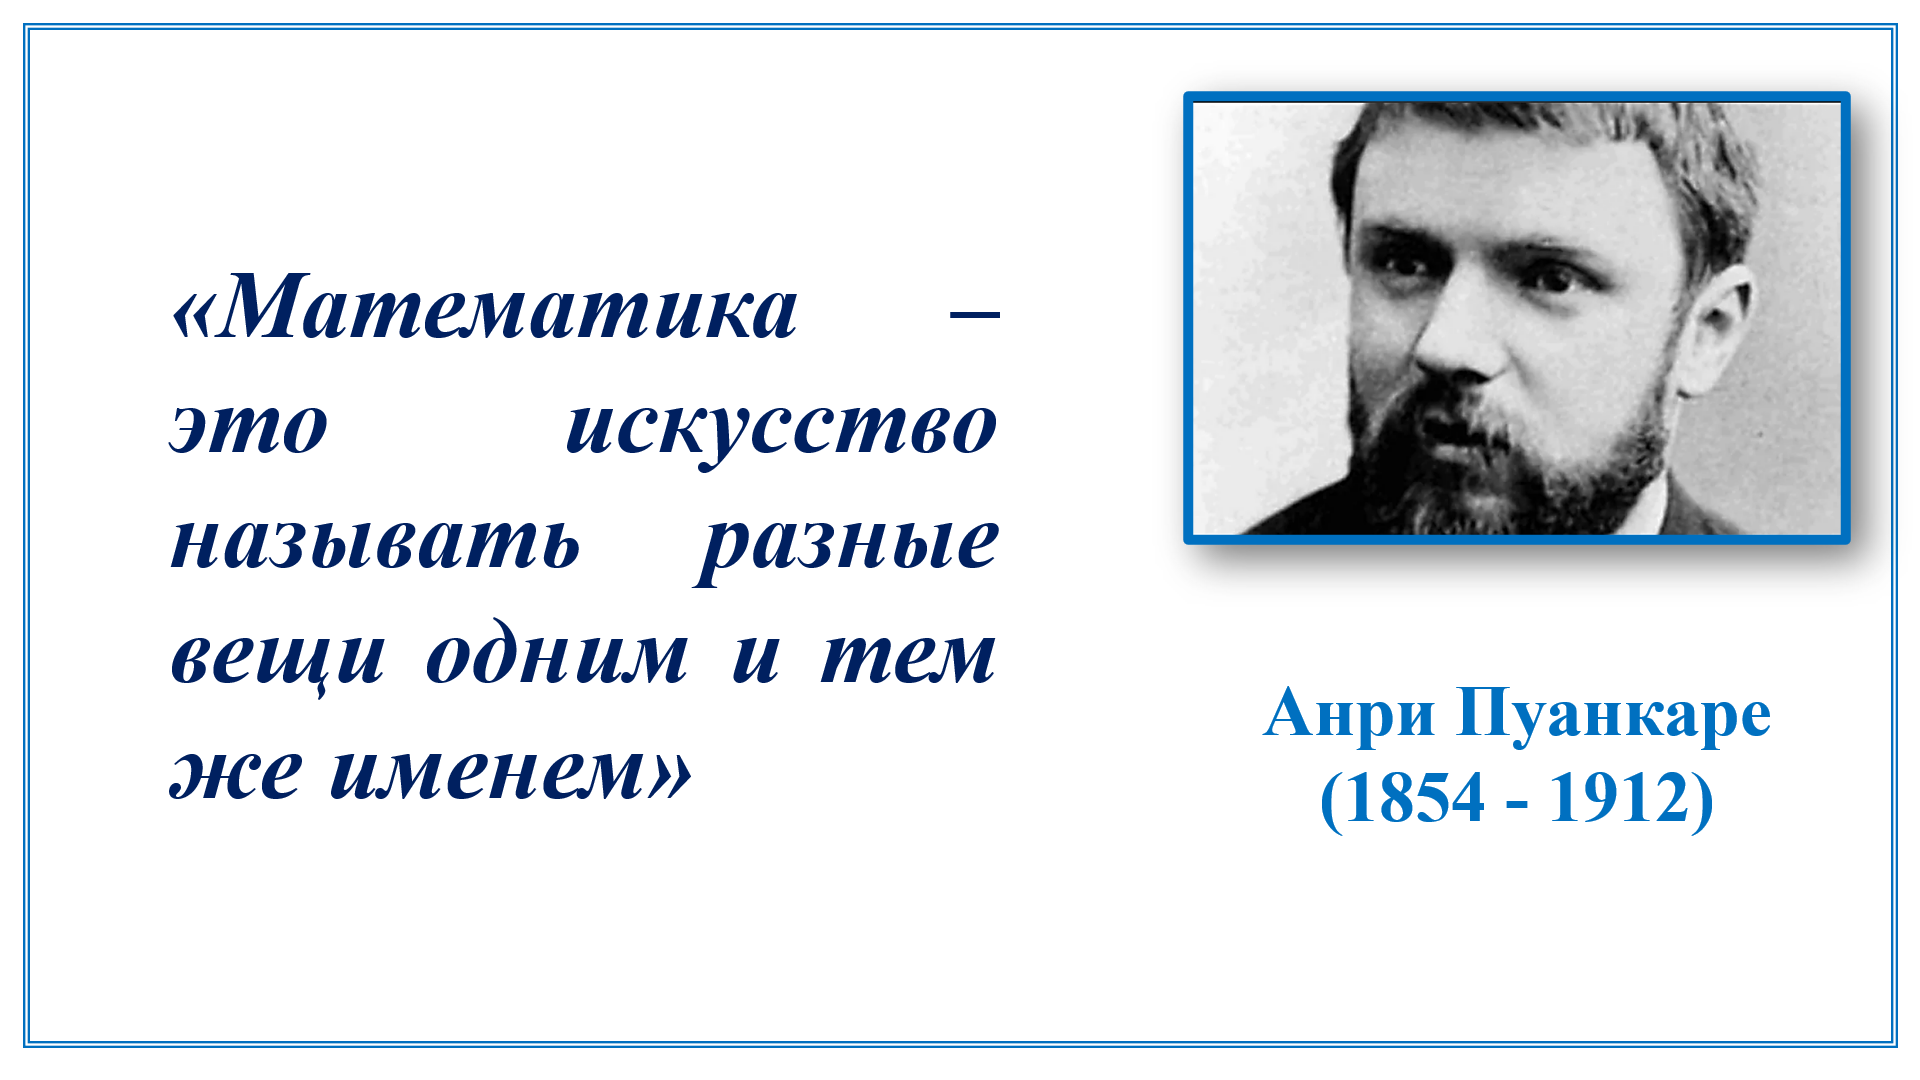 «Математика –
это искусство
называть разные
вещи одним и тем
же именем»
Анри Пуанкаре
(1854 - 1912)